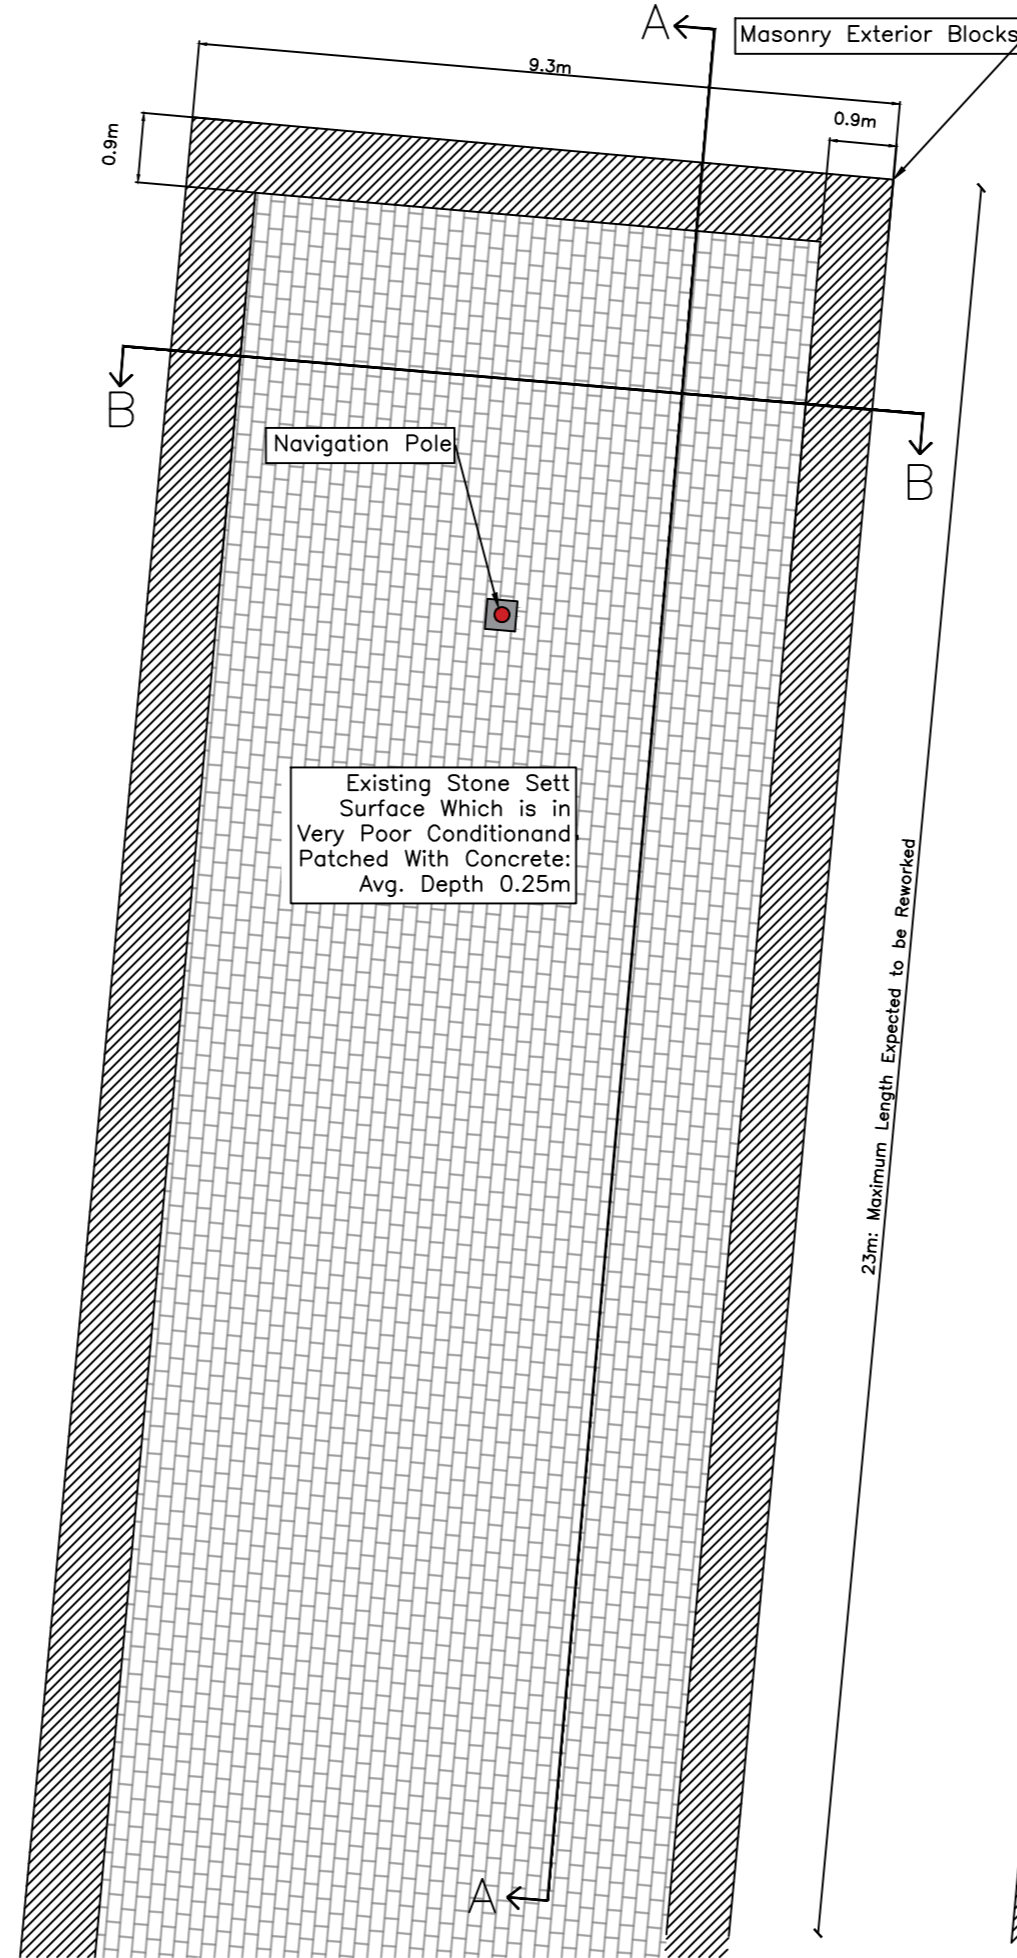 A
Masonry Exterior Blocks
9.3m
0.9m
0.9m
B
B
Navigation Pole
Existing Stone Sett
Surface Which is in
Very Poor Conditionand
Patched With Concrete:
Avg. Depth 0.25m
23m: Maximum Length Expected to be Reworked
A